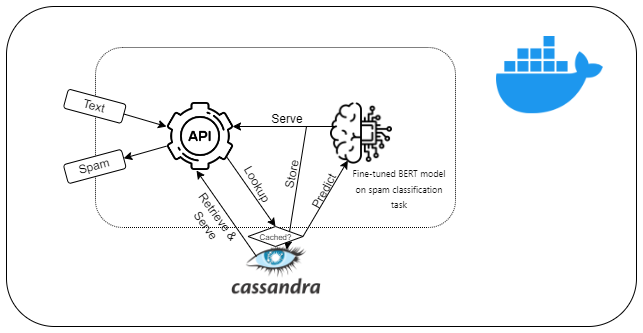 Text
API
Serve
Spam
Lookup
Store
Predict
Fine-tuned BERT model
on spam classification
task
Retrieve &
Serve
Cached?
cassandra